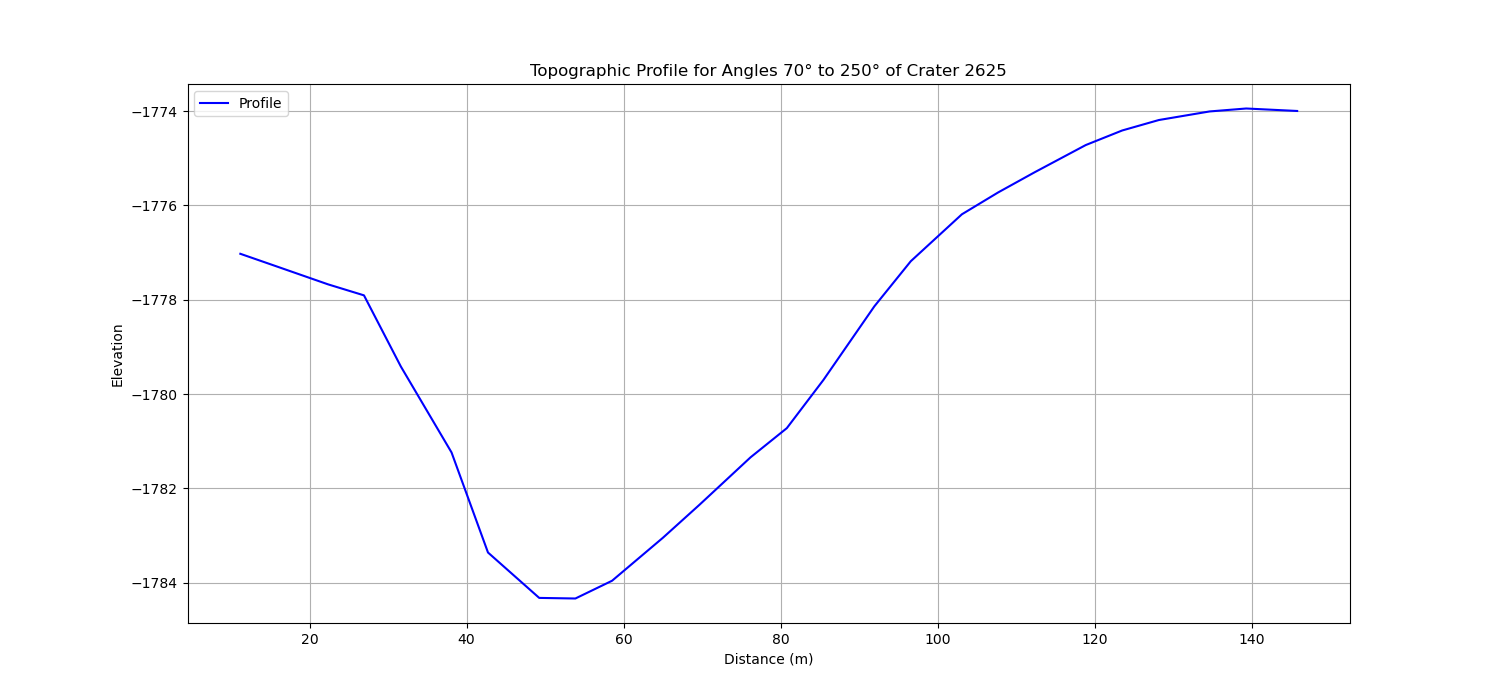 Topographic Profile for Angles 70° to 250° of Crater 2625
Profile
−1774
−1776
−1778
−1780
−1782
−1784
Elevation
20 40 60 80 100 120 140
Distance (m)